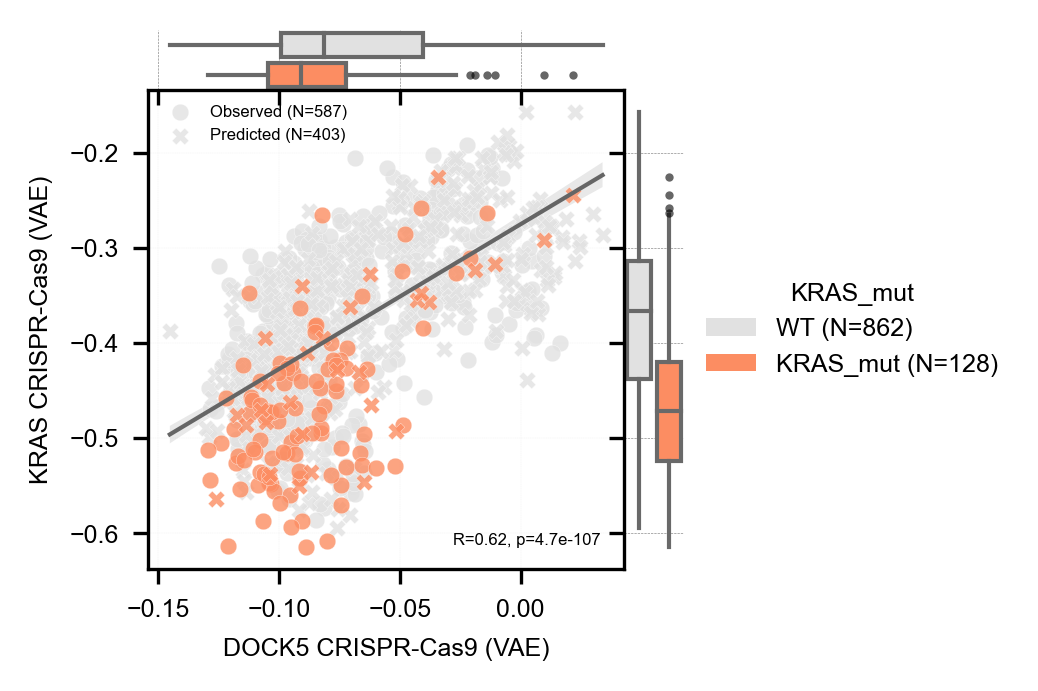 Observed (N=587)
Predicted (N=403)
−0.2
−0.3
−0.4
−0.5
−0.6
KRAS CRISPR-Cas9 (VAE)
R=0.62, p=4.7e-107
−0.15
−0.10
−0.05
0.00
DOCK5 CRISPR-Cas9 (VAE)
KRAS_mut
WT (N=862)
KRAS_mut (N=128)